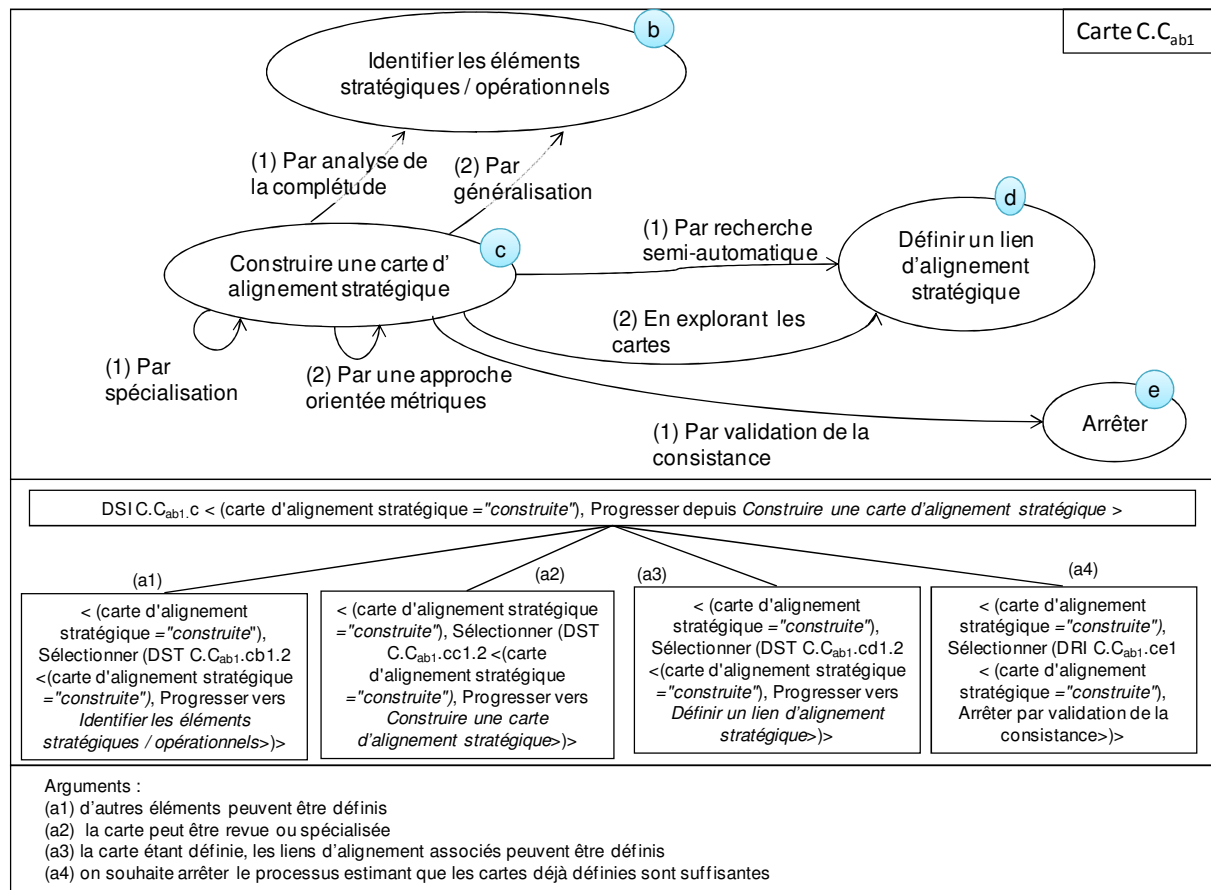 Carte C.Cab1
b
Identifier les éléments
stratégiques / opérationnels
(1) Par analyse de
la complétude
(2) Par
généralisation
c
Construire une carte d'
alignement stratégique
(1) Par recherche
semi-automatique
d
Définir un lien
d'alignement
stratégique
(2) En explorant les
cartes
(1) Par
spécialisation
(2) Par une approche
orientée métriques
(1) Par validation de la
consistance
e
Arrêter
DSI C.Cab1.c < (carte d'alignement stratégique ="construite"), Progresser depuis Construire une carte d'alignement stratégique >
(a1)
< (carte d'alignement
stratégique ="construite"),
Sélectionner (DST C.Cab1.cb1.2
<(carte d'alignement stratégique
="construite"), Progresser vers
Identifier les éléments
stratégiques / opérationnels>)>
(a2)
< (carte d'alignement stratégique
="construite"), Sélectionner (DST
C.Cab1.cc1.2 <(carte
d'alignement stratégique
="construite"), Progresser vers
Construire une carte
d'alignement stratégique>)>
(a3)
< (carte d'alignement
stratégique ="construite"),
Sélectionner (DST C.Cab1.cd1.2
<(carte d'alignement stratégique
="construite"), Progresser vers
Définir un lien d'alignement
stratégique>)>
(a4)
< (carte d'alignement
stratégique ="construite"),
Sélectionner (DRI C.Cab1.ce1
< (carte d'alignement
stratégique ="construite"),
Arrêter par validation de la
consistance>)>
Arguments :
(a1) d'autres éléments peuvent être définis
(a2) la carte peut être revue ou spécialisée
(a3) la carte étant définie, les liens d'alignement associés peuvent être définis
(a4) on souhaite arrêter le processus estimant que les cartes déjà définies sont suffisantes